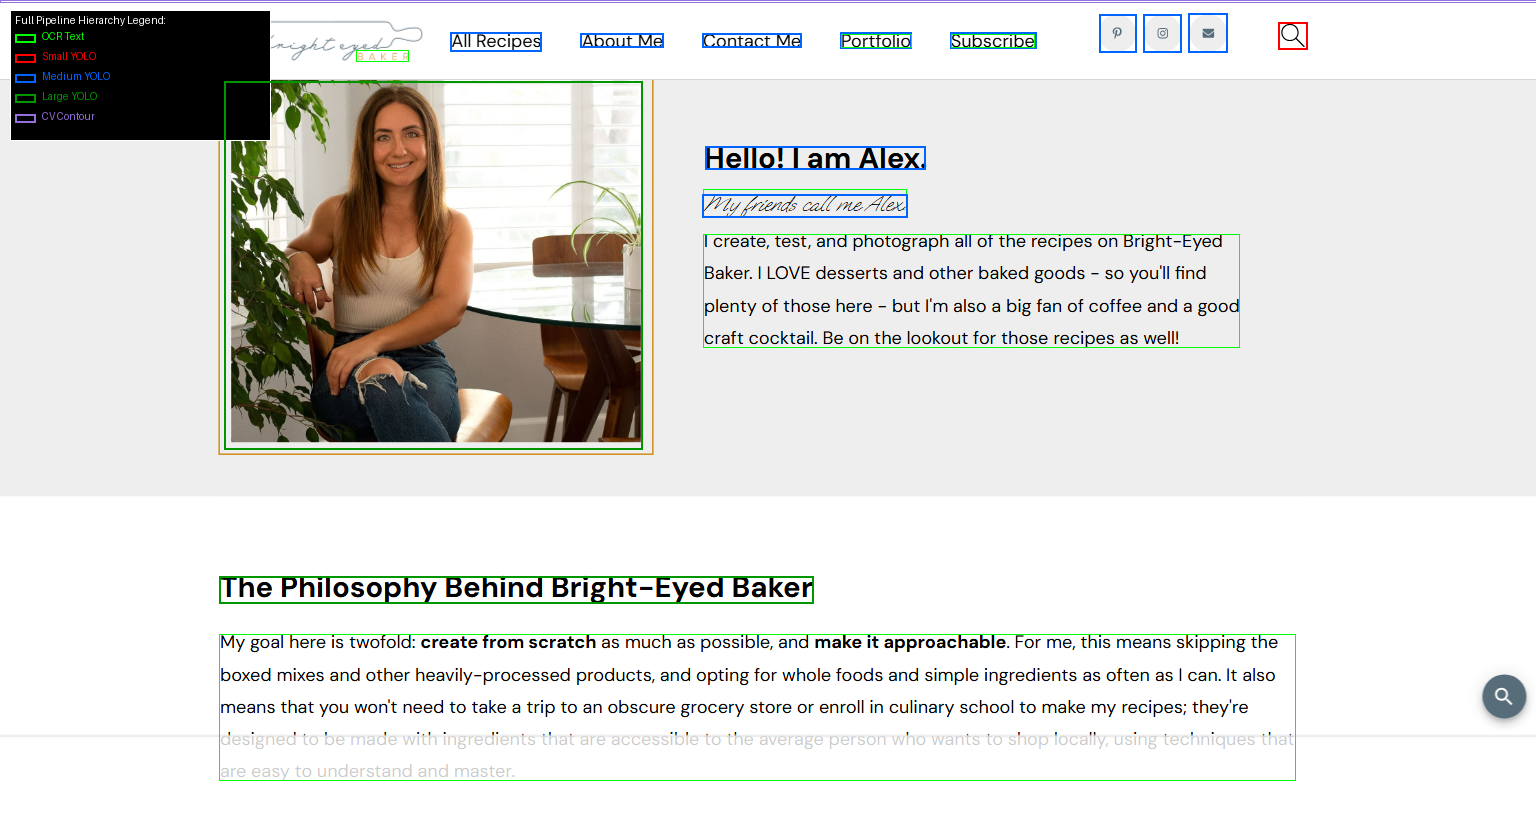 Full Pipeline Hierarchy Legend:
OCR Text
Small YOLO
Medium YOLO
Large YOLO
CV Contour
right eyed
BAKER
All Recipes
About Me
Contact Me
Portfolio
Subscribe
Hello! I am Alex.
My friends call me Alex.
I create, test, and photograph all of the recipes on Bright-Eyed
Baker. I LOVE desserts and other baked goods - so you'll find
plenty of those here - but I'm also a big fan of coffee and a good
craft cocktail. Be on the lookout for those recipes as well!
The Philosophy Behind Bright-Eyed Baker
My goal here is twofold: create from scratch as much as possible, and make it approachable. For me, this means skipping the
boxed mixes and other heavily-processed products, and opting for whole foods and simple ingredients as often as I can. It also
means that you won't need to take a trip to an obscure grocery store or enroll in culinary school to make my recipes; they're
designed to be made with ingredients that are accessible to the average person who wants to shop locally, using techniques that
are easy to understand and master.